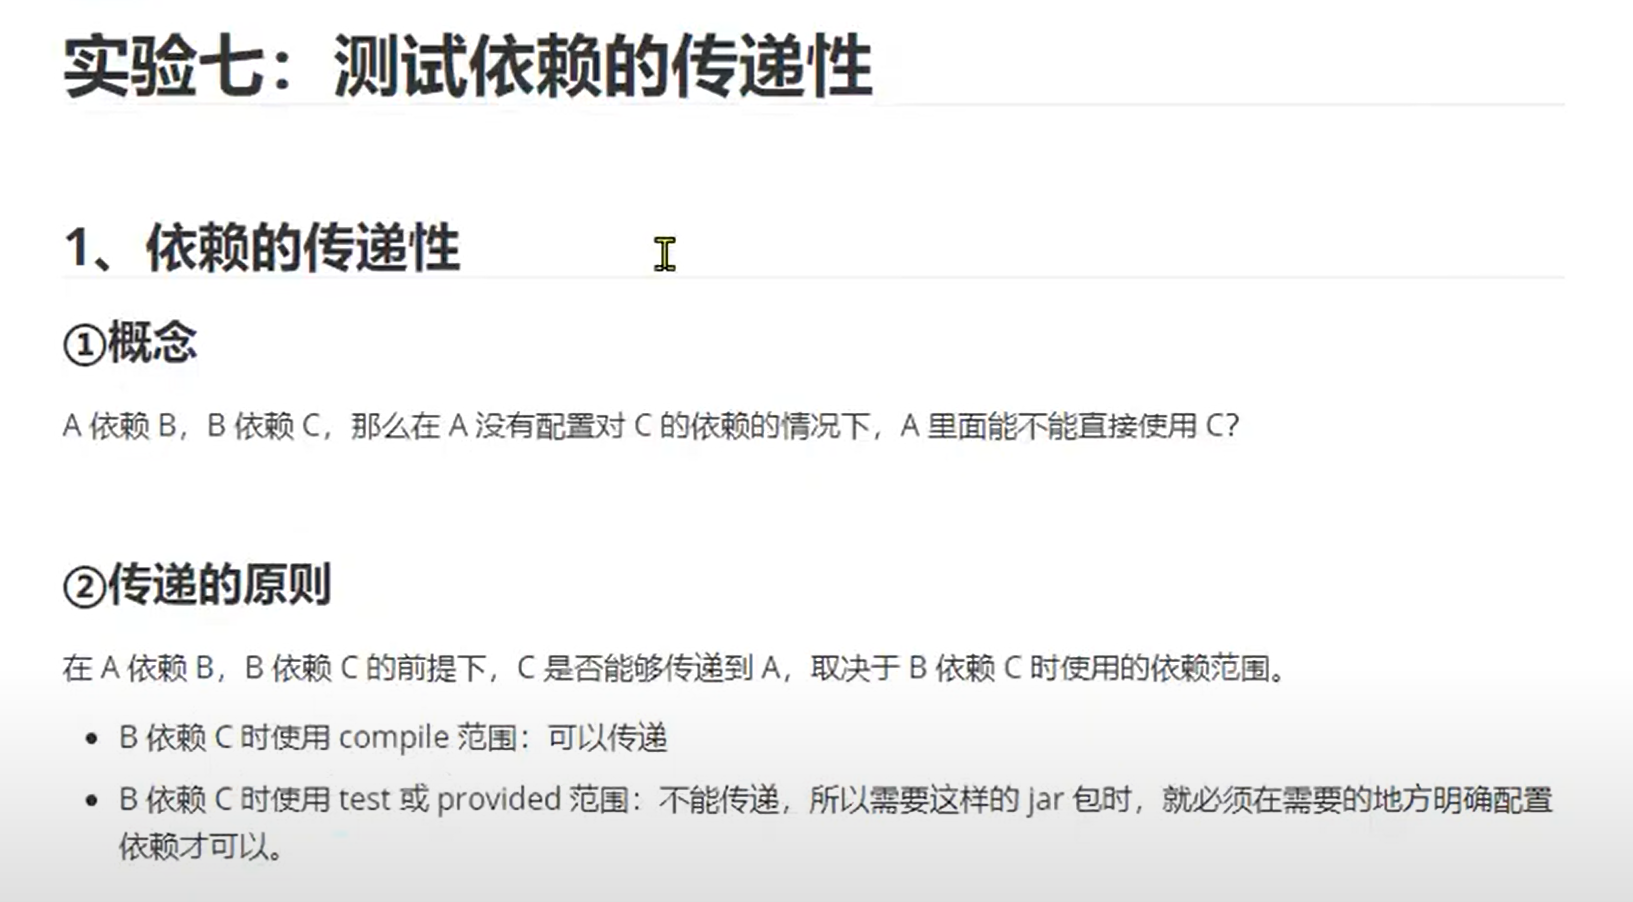 实验七：测试依赖的传递性
1、依赖的传递性
①概念
A 依赖 B，B 依赖 C，那么在 A 没有配置对 C 的依赖的情况下，A 里面能不能直接使用 C？
②传递的原则
在 A 依赖 B，B 依赖 C 的前提下，C 是否能够传递到 A，取决于 B 依赖 C 时使用的依赖范围。
• B 依赖 C 时使用 compile 范围：可以传递
• B 依赖 C 时使用 test 或 provided 范围：不能传递，所以需要这样的 jar 包时，就必须在需要的地方明确配置
依赖才可以。